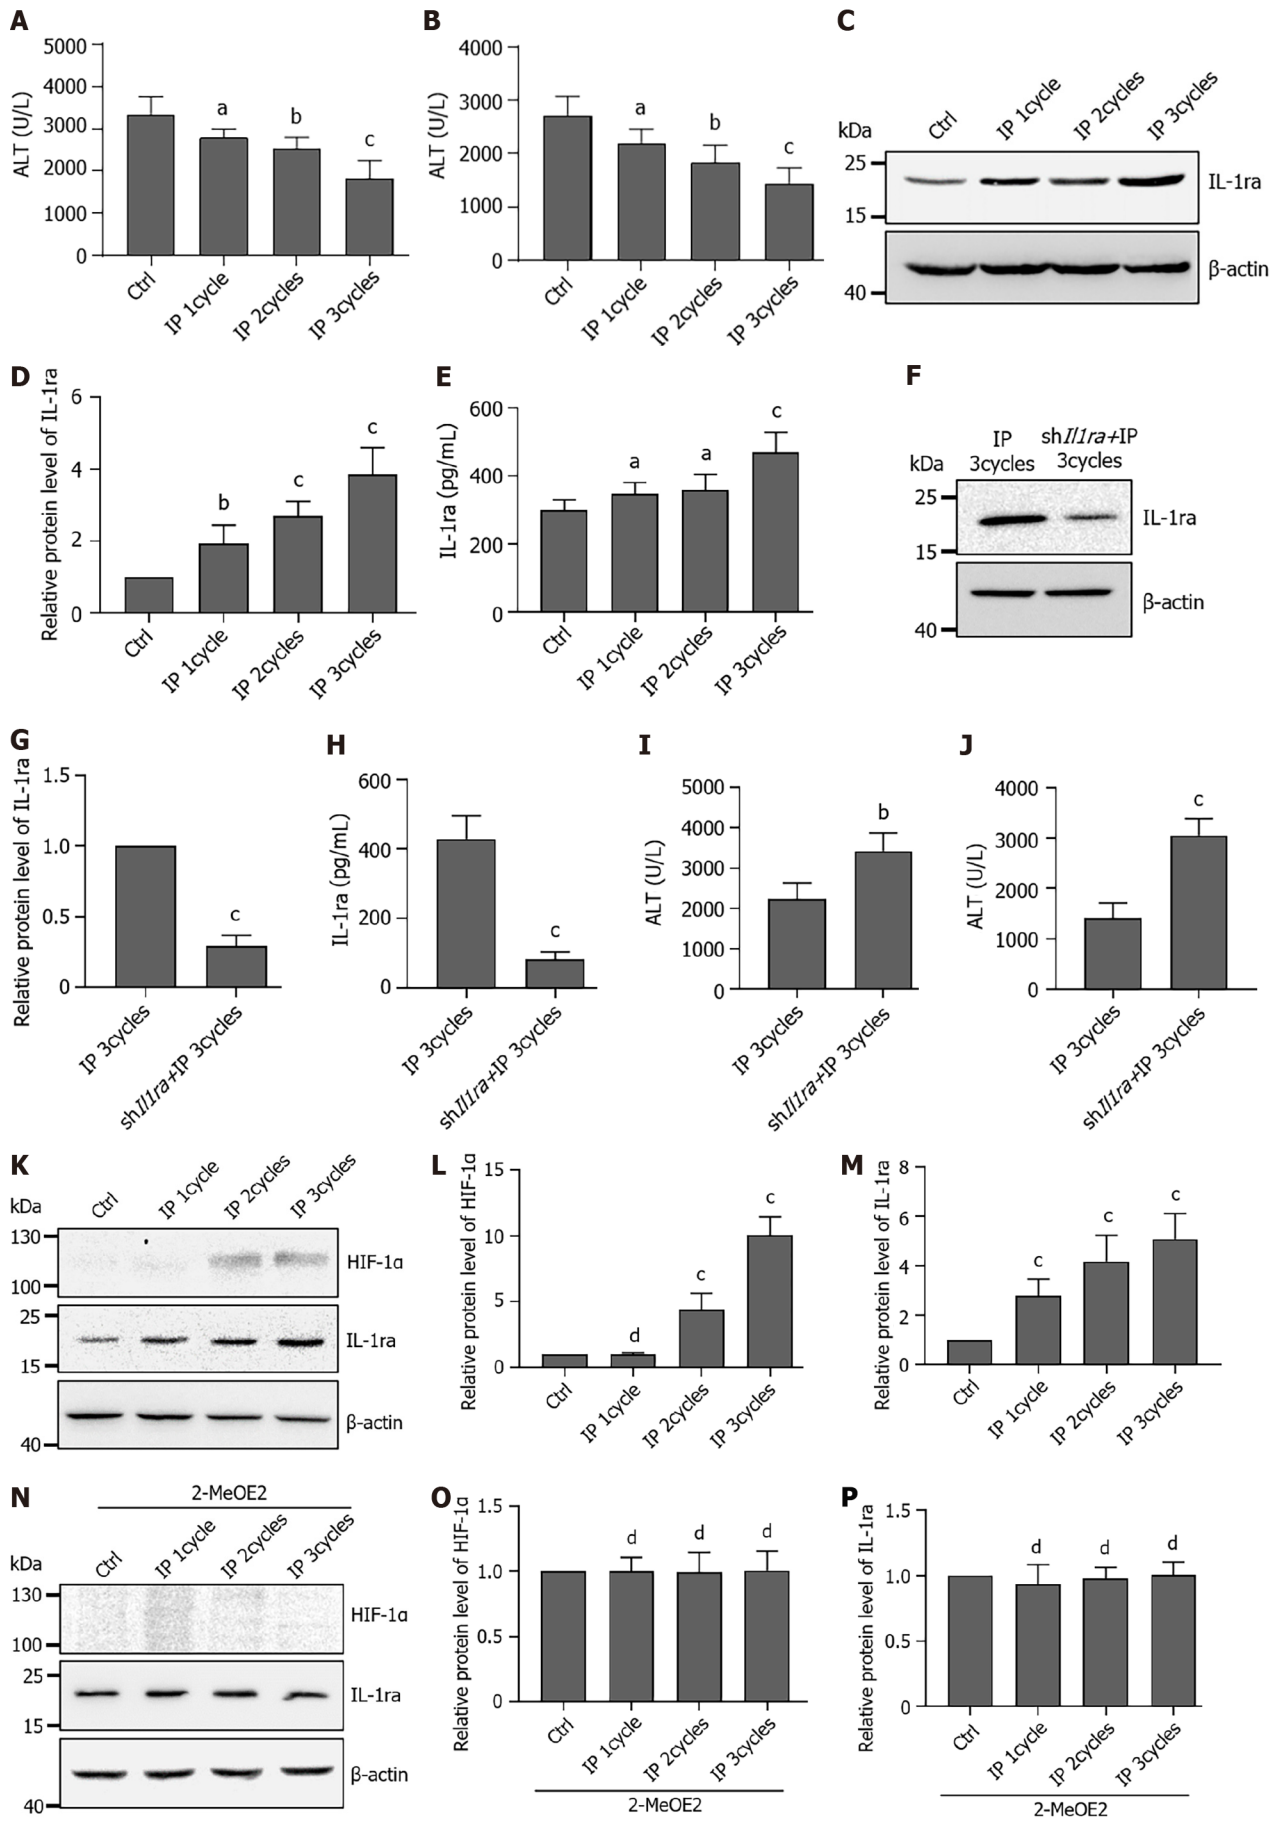 A
ALT (U/L)
5000
4000
3000
2000
1000
0
a
b
c
Ctrl
IP 1cycle
IP 2cycles
IP 3cycles
B
ALT (U/L)
4000
3000
2000
1000
0
a
b
c
Ctrl
IP 1cycle
IP 2cycles
IP 3cycles
C
Ctrl
IP 1cycle
IP 2cycles
IP 3cycles
kDa
25
15
IL-1ra
40
β-actin
D
Relative protein level of IL-1ra
6
4
2
0
b
c
c
Ctrl
IP 1cycle
IP 2cycles
IP 3cycles
E
IL-1ra (pg/mL)
600
400
200
0
a
a
c
Ctrl
IP 1cycle
IP 2cycles
IP 3cycles
F
IP
3cycles
shIl1ra+IP
3cycles
kDa
25
15
IL-1ra
β-actin
40
G
Relative protein level of IL-1ra
1.5
1.0
0.5
0
c
IP 3cycles
shIl1ra+IP 3cycles
H
IL-1ra (pg/mL)
600
400
200
0
c
IP 3cycles
shIl1ra+IP 3cycles
I
ALT (U/L)
5000
4000
3000
2000
1000
0
b
IP 3cycles
shIl1ra+IP 3cycles
J
ALT (U/L)
4000
3000
2000
1000
0
c
IP 3cycles
shIl1ra+IP 3cycles
K
Ctrl
IP 1cycle
IP 2cycles
IP 3cycles
kDa
130
100
HIF-1α
25
15
IL-1ra
β-actin
40
L
Relative protein level of HIF-1α
15
10
5
0
d
c
c
Ctrl
IP 1cycle
IP 2cycles
IP 3cycles
M
Relative protein level of IL-1ra
8
6
4
2
0
c
c
c
Ctrl
IP 1cycle
IP 2cycles
IP 3cycles
N
2-MeOE2
Ctrl
IP 1cycle
IP 2cycles
IP 3cycles
kDa
130
100
HIF-1α
25
15
IL-1ra
β-actin
40
O
Relative protein level of HIF-1α
1.5
1.0
0.5
0
d
d
d
Ctrl
IP 1cycle
IP 2cycles
IP 3cycles
2-MeOE2
P
Relative protein level of IL-1ra
1.5
1.0
0.5
0
d
d
d
Ctrl
IP 1cycle
IP 2cycles
IP 3cycles
2-MeOE2